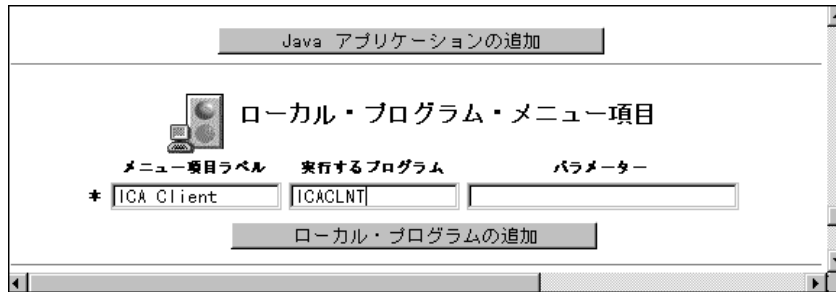 Java アプリケーションの追加
ローカル・プログラム・メニュー項目
メニュー項目ラベル 実行するプログラム パラメーター
* ICA Client ICACLNT
ローカル・プログラムの追加